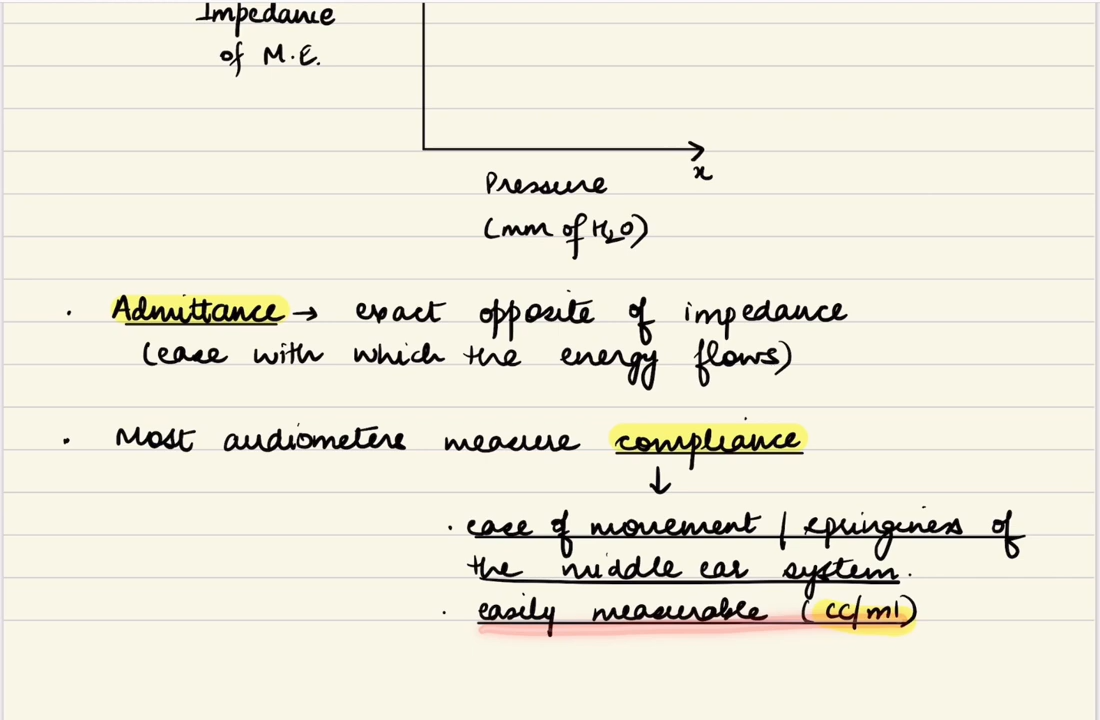 Impedance
of M.E.
x
Pressure
(mm of H₂O)
· Admittance → exact opposite of impedance
(ease with which the energy flows)
· Most audiometers measure compliance
↓
· ease of movement / springiness of
the middle ear system.
· easily measurable (cc/ml)